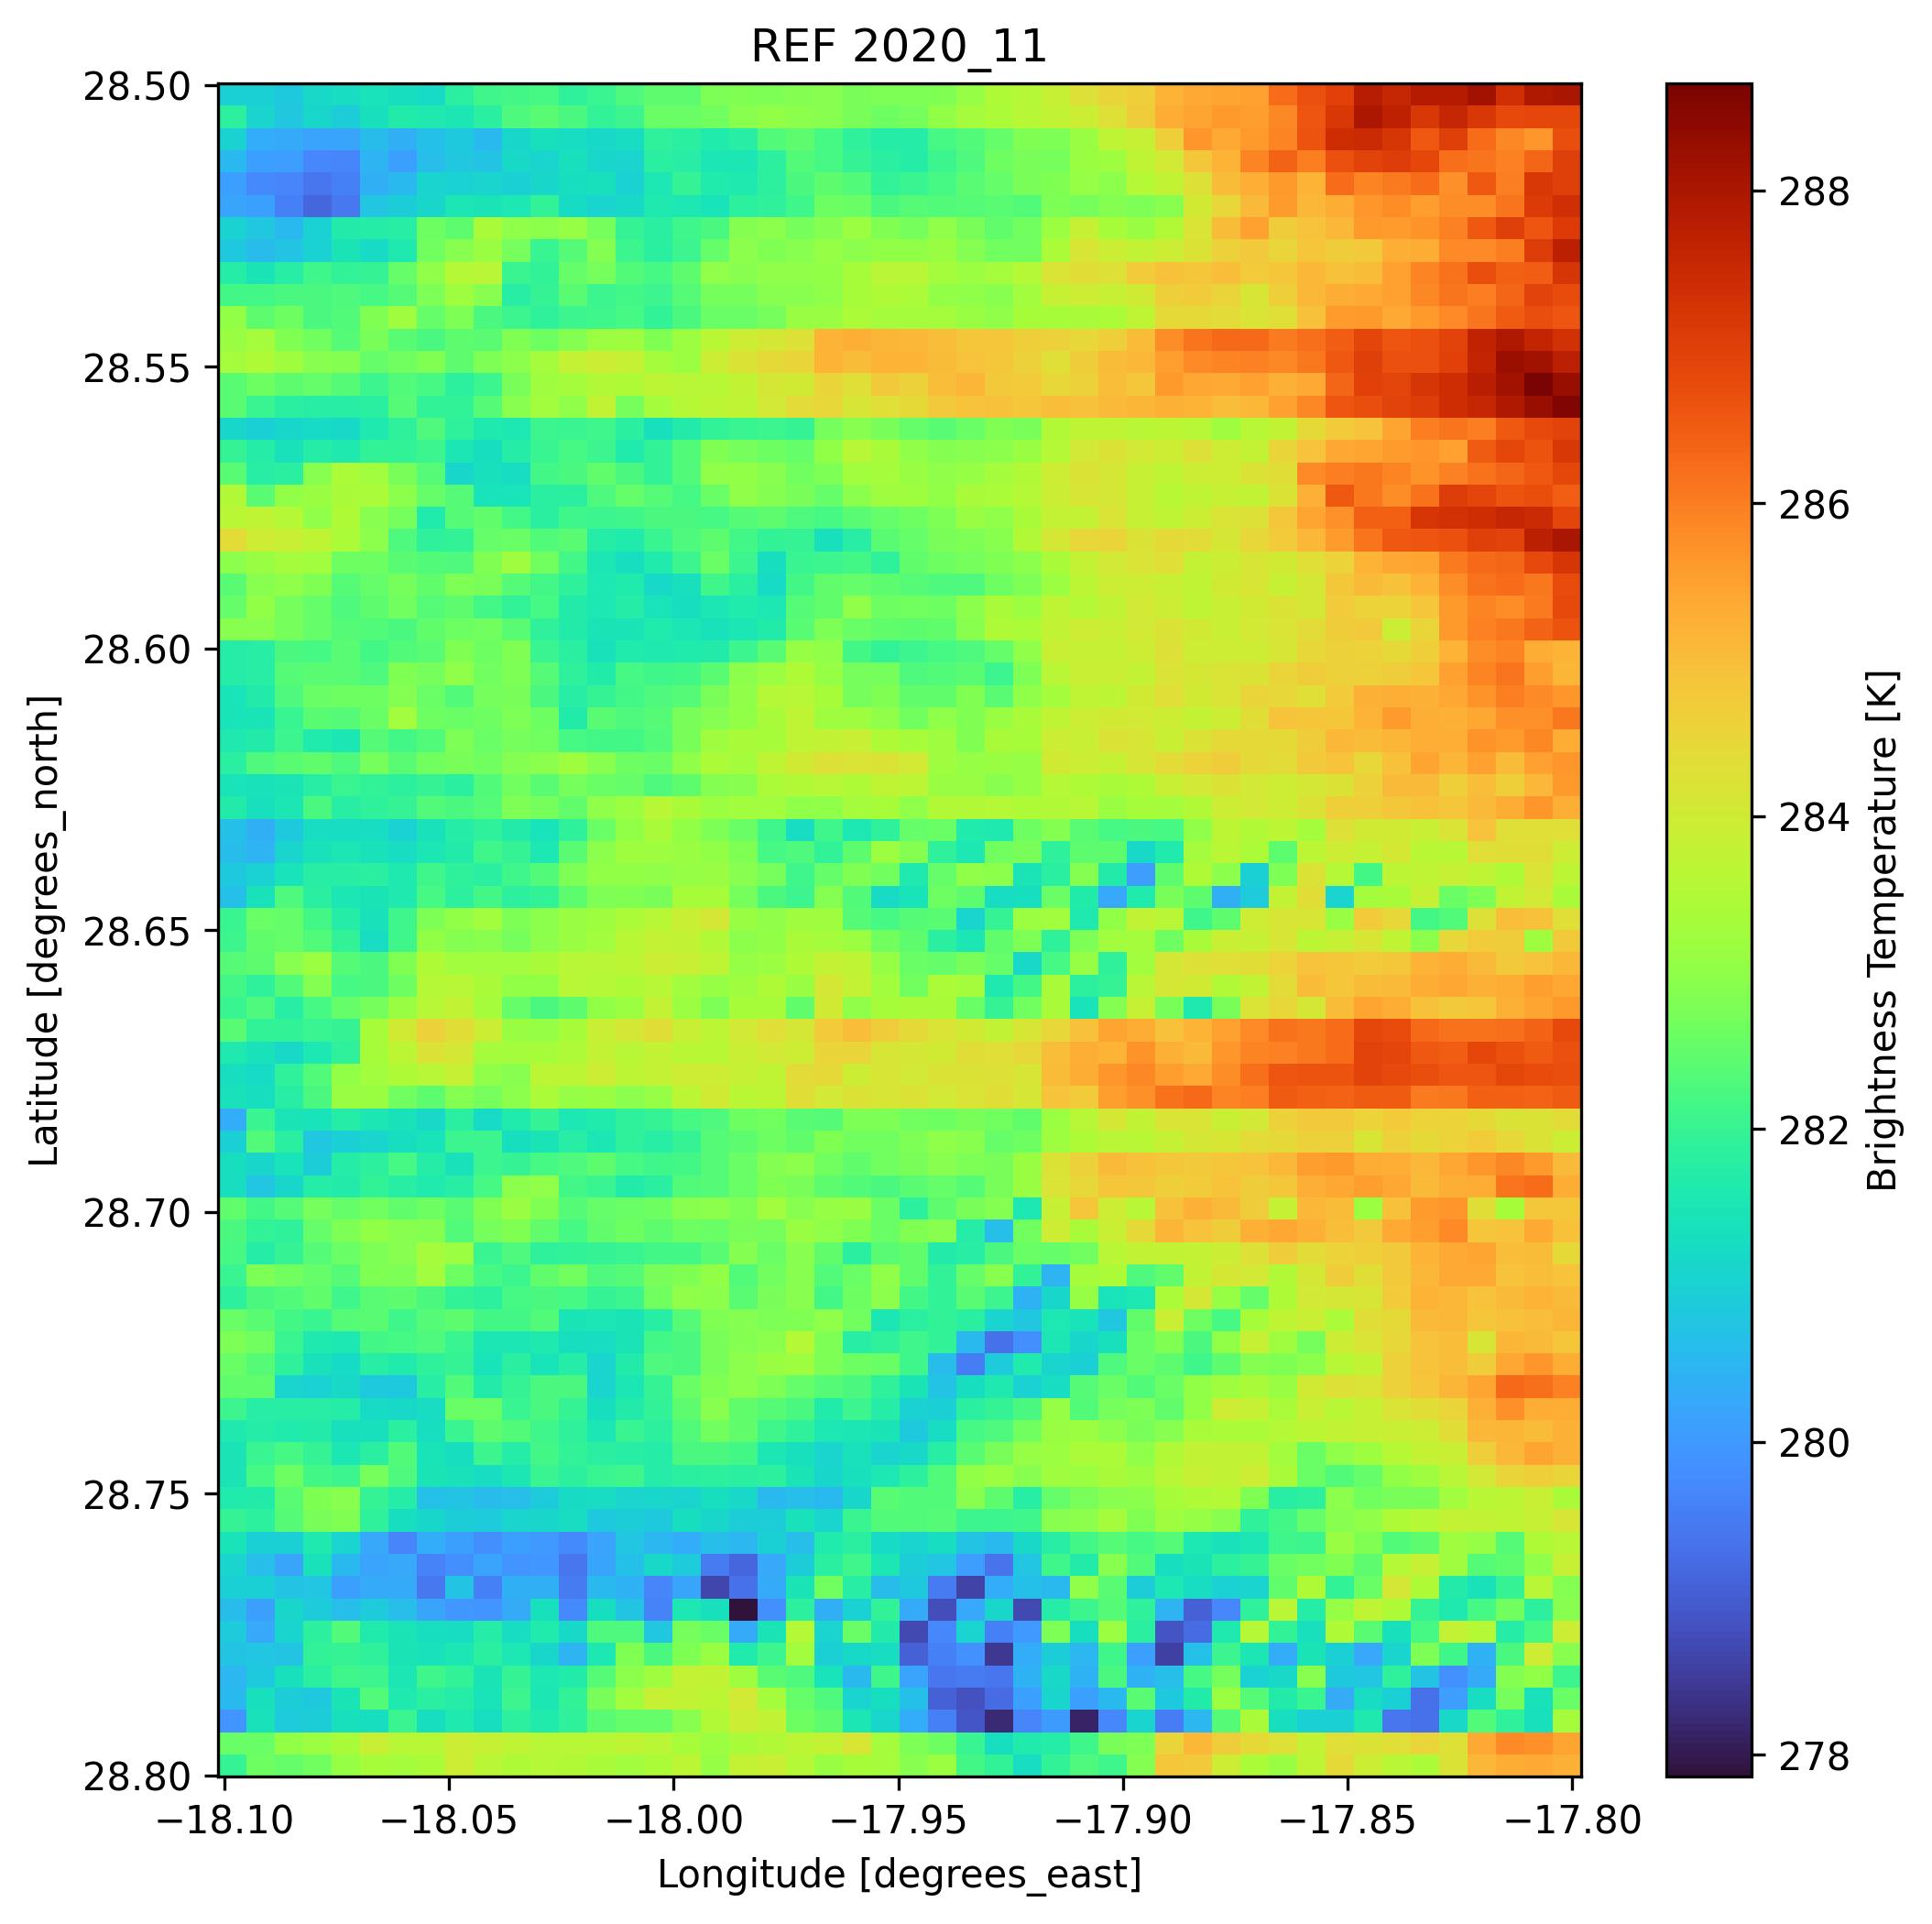 REF 2020_11
28.50
28.55
28.60
28.65
28.70
28.75
28.80
Latitude [degrees_north]
−18.10 −18.05 −18.00 −17.95 −17.90 −17.85 −17.80
Longitude [degrees_east]
288
286
284
282
280
278
Brightness Temperature [K]